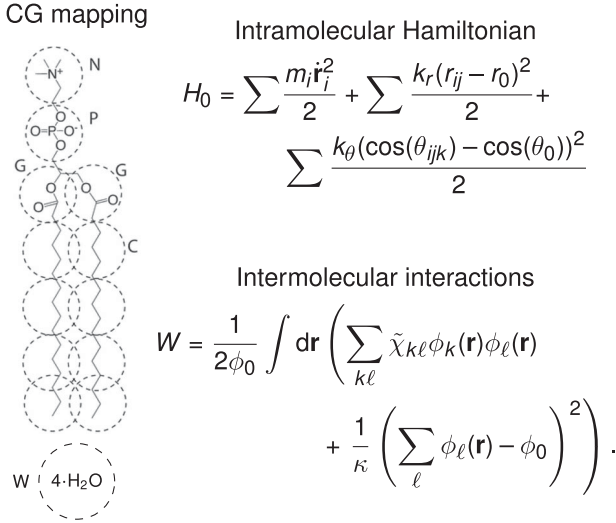 CG mapping
N
N⁺
O
O=P–O⁻
P
O
G
G
O
O
O
O
C
W
4·H₂O
Intramolecular Hamiltonian
H₀ = ∑ mᵢṙᵢ²/2 + ∑ kᵣ(rᵢⱼ – r₀)²/2 +
∑ k_θ(cos(θᵢⱼₖ) – cos(θ₀))²/2
Intermolecular interactions
W = 1/(2ϕ₀) ∫ dr ( ∑_{kℓ} χ̃_{kℓ}ϕ_k(r)ϕ_ℓ(r)
+ 1/κ ( ∑_ℓ ϕ_ℓ(r) – ϕ₀ )² ) .